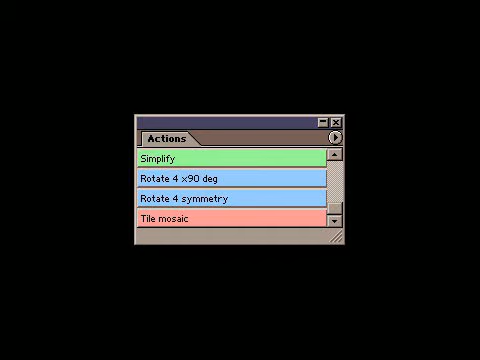 Actions
Simplify
Rotate 4 x90 deg
Rotate 4 symmetry
Tile mosaic